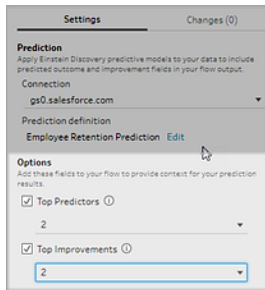 Settings
Changes (0)
Prediction
Apply Einstein Discovery predictive models to your data to include
predicted outcome and improvement fields in your flow output.
Connection
gs0.salesforce.com
Prediction definition
Employee Retention Prediction Edit
Options
Add these fields to your flow to provide context for your prediction
results.
Top Predictors
2
Top Improvements
2